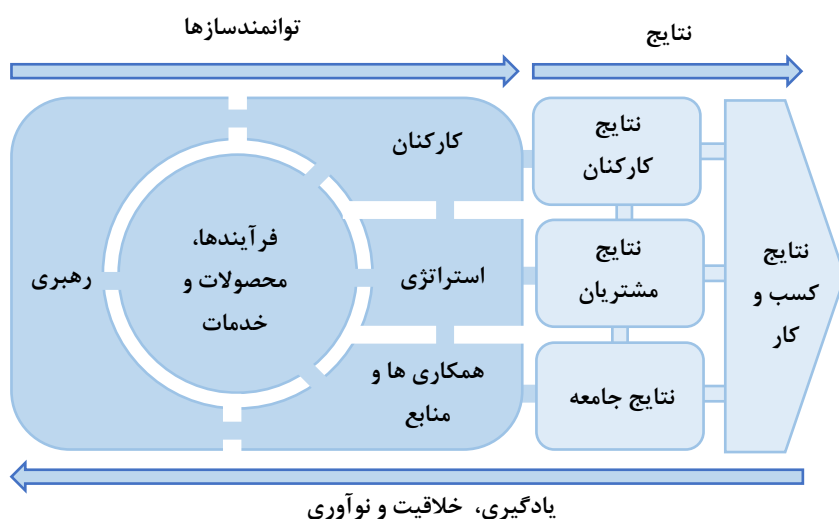 توانمندسازها
نتایج
رهبری
فرآیندها،
محصولات و
خدمات
کارکنان
استراتژی
همکاری ها و
منابع
نتایج
کارکنان
نتایج
مشتریان
نتایج جامعه
نتایج
کسب و
کار
یادگیری، خلاقیت و نوآوری